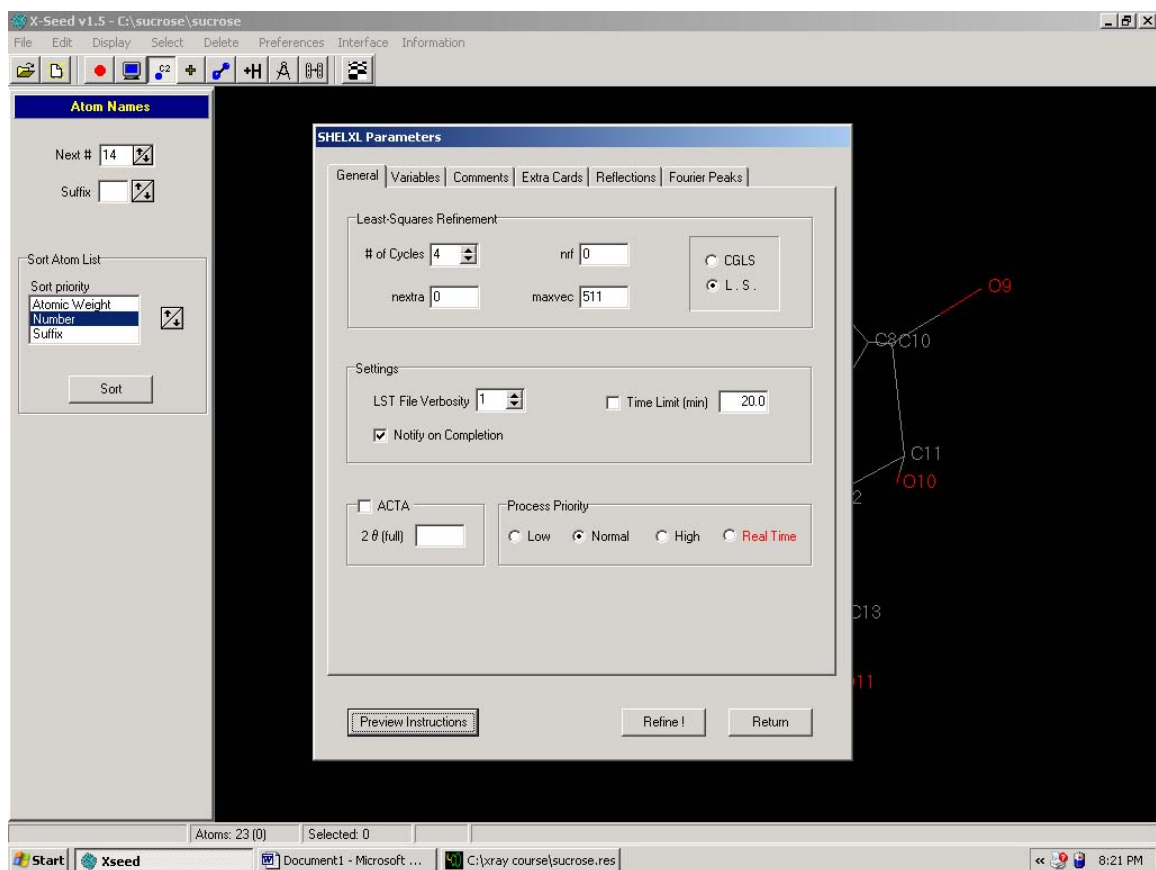 X-Seed v1.5 - C:\sucrose\sucrose
File Edit Display Select Delete Preferences Interface Information
C2 +H Å
Atom Names
Next # 14
Suffix
Sort Atom List
Sort priority
Atomic Weight
Number
Suffix
Sort
SHELXL Parameters
General Variables Comments Extra Cards Reflections Fourier Peaks
Least-Squares Refinement
# of Cycles 4 nrf 0
nextra 0 maxvec 511
CGLS
L.S.
Settings
LST File Verbosity 1 Time Limit (min) 20.0
Notify on Completion
ACTA
2 θ (full)
Process Priority
Low Normal High Real Time
Preview Instructions Refine ! Return
O9
C8 C10
C11
O10
2
C13
11
Atoms: 23 (0) Selected: 0
Start Xseed Document1 - Microsoft ... C:\xray course\sucrose.res « 8:21 PM